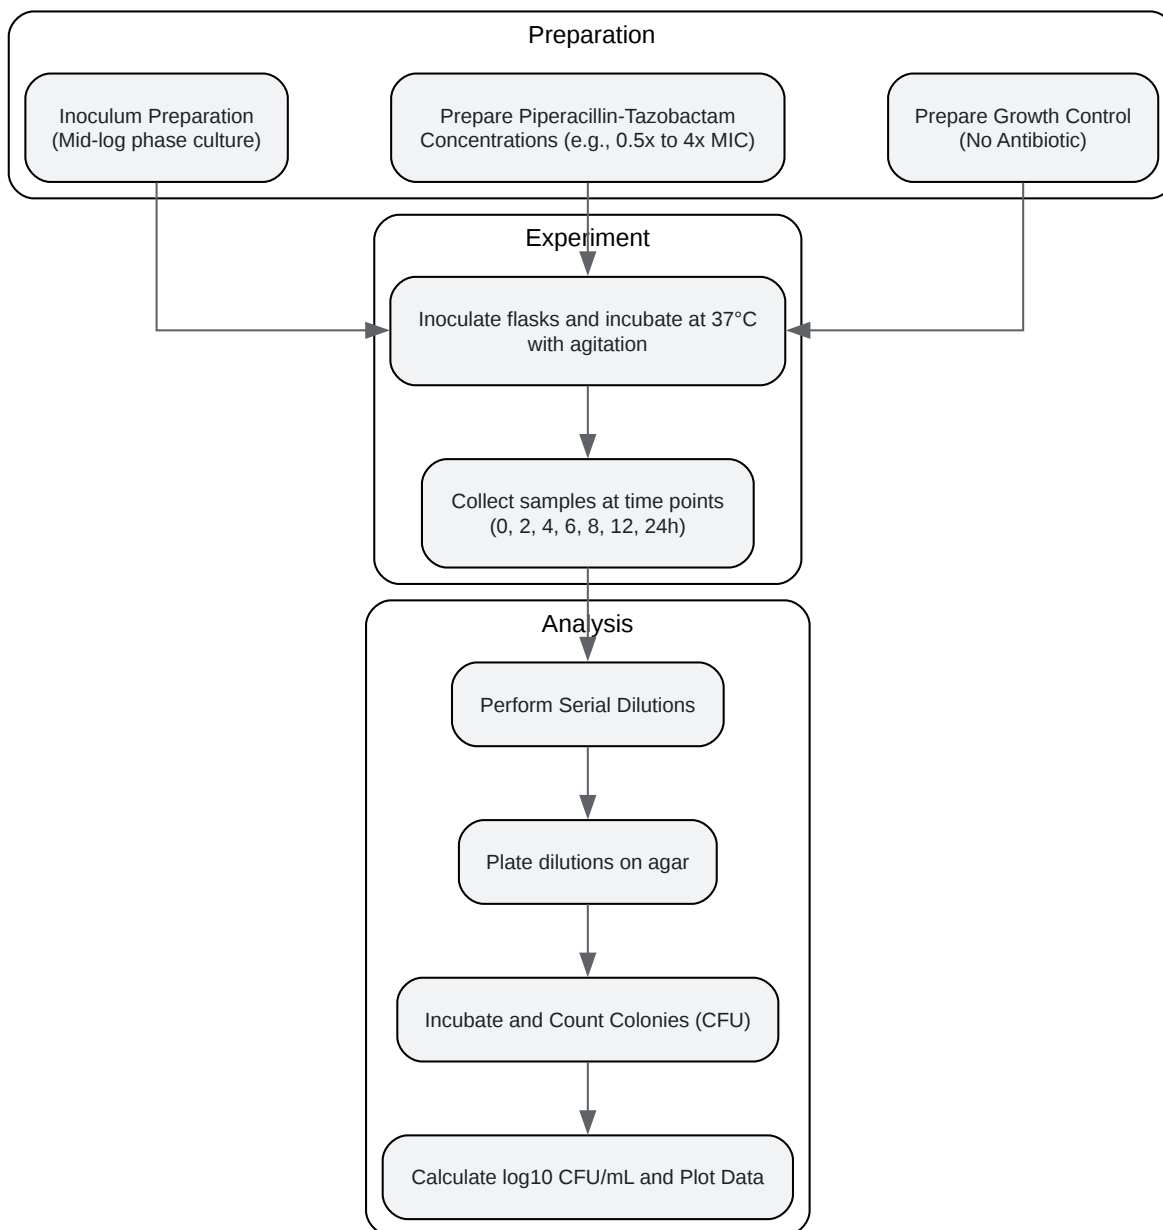 Preparation
Inoculum Preparation
(Mid-log phase culture)
Prepare Piperacillin-Tazobactam
Concentrations (e.g., 0.5x to 4x MIC)
Prepare Growth Control
(No Antibiotic)
Experiment
Inoculate flasks and incubate at 37°C
with agitation
Collect samples at time points
(0, 2, 4, 6, 8, 12, 24h)
Analysis
Perform Serial Dilutions
Plate dilutions on agar
Incubate and Count Colonies (CFU)
Calculate log10 CFU/mL and Plot Data